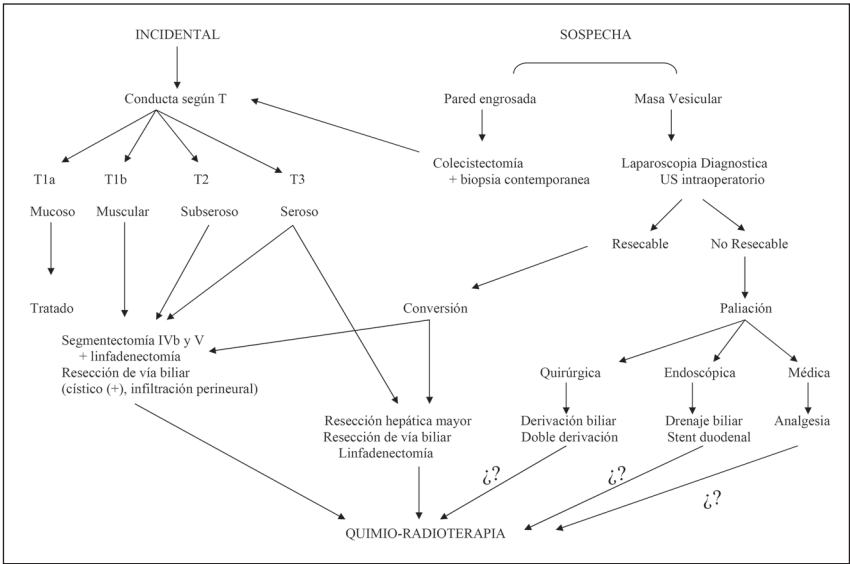 INCIDENTAL
SOSPECHA
Conducta según T
Pared engrosada
Masa Vesicular
Colecistectomía
+ biopsia contemporanea
Laparoscopia Diagnostica
US intraoperatorio
T1a
T1b
T2
T3
Mucoso
Muscular
Subseroso
Seroso
Resecable
No Resecable
Tratado
Conversión
Paliación
Segmentectomía IVb y V
+ linfadenectomía
Resección de vía biliar
(cístico (+), infiltración perineural)
Quirúrgica
Endoscópica
Médica
Resección hepática mayor
Resección de vía biliar
Linfadenectomía
Derivación biliar
Doble derivación
Drenaje biliar
Stent duodenal
Analgesia
¿?
¿?
¿?
QUIMIO-RADIOTERAPIA